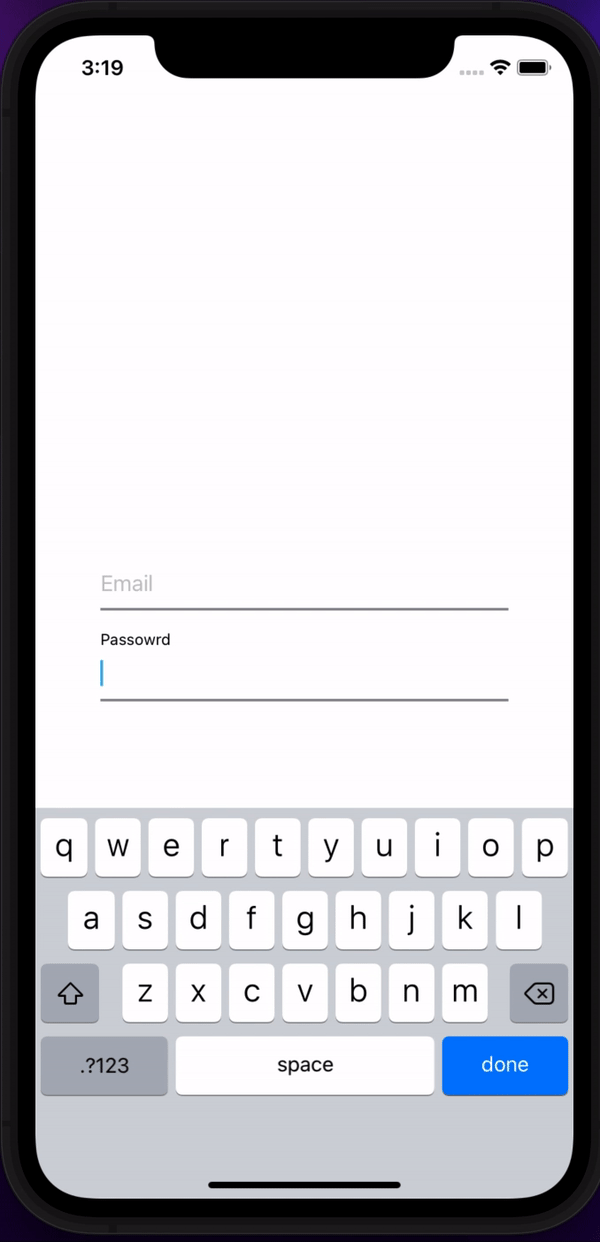 3:19
Email
Passowrd
q w e r t y u i o p
a s d f g h j k l
z x c v b n m
.?123 space done